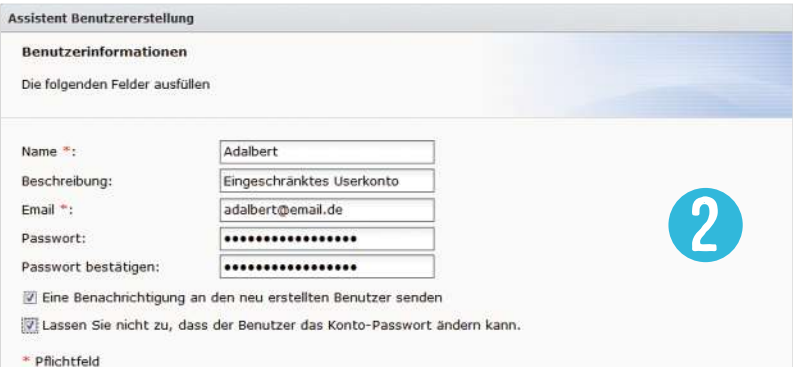 Assistent Benutzererstellung
Benutzerinformationen
Die folgenden Felder ausfüllen
Name *: Adalbert
Beschreibung: Eingeschränktes Userkonto
Email *: adalbert@email.de
Passwort: •••••••••••••••••
Passwort bestätigen: •••••••••••••••••
2
Eine Benachrichtigung an den neu erstellten Benutzer senden
Lassen Sie nicht zu, dass der Benutzer das Konto-Passwort ändern kann.
* Pflichtfeld